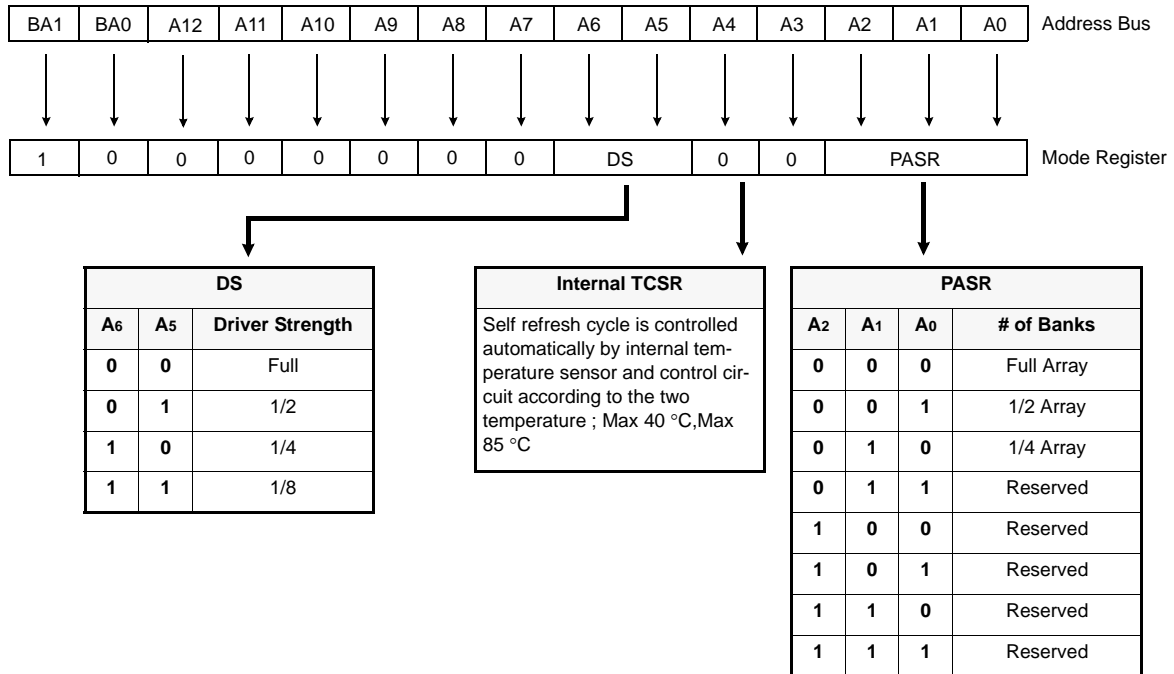 BA1 BA0 A12 A11 A10 A9 A8 A7 A6 A5 A4 A3 A2 A1 A0 Address Bus
1 0 0 0 0 0 0 0 DS 0 0 PASR Mode Register
DS
A6 A5 Driver Strength
0 0 Full
0 1 1/2
1 0 1/4
1 1 1/8
Internal TCSR
Self refresh cycle is controlled
automatically by internal tem-
perature sensor and control cir-
cuit according to the two
temperature ; Max 40 °C,Max
85 °C
PASR
A2 A1 A0 # of Banks
0 0 0 Full Array
0 0 1 1/2 Array
0 1 0 1/4 Array
0 1 1 Reserved
1 0 0 Reserved
1 0 1 Reserved
1 1 0 Reserved
1 1 1 Reserved